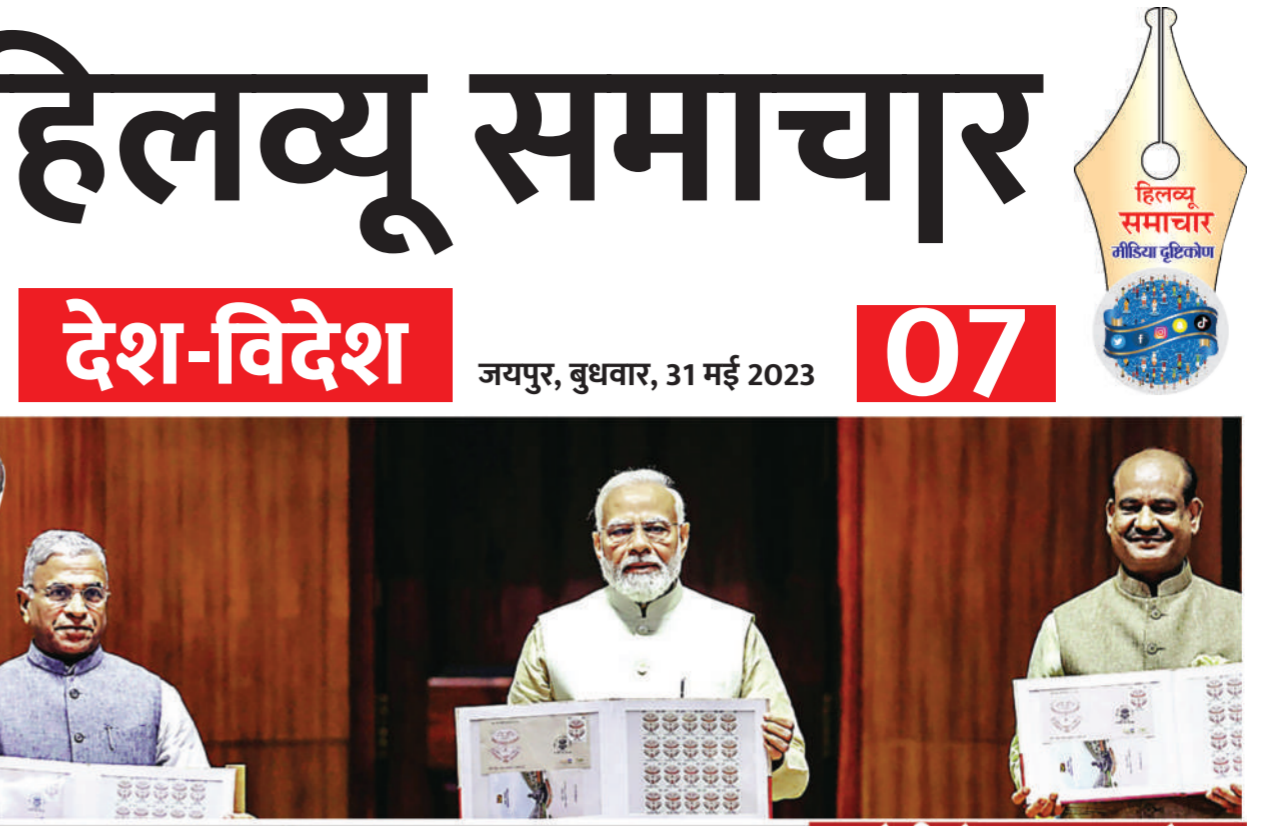 हिलव्यू समाचार
हिलव्यू
समाचार
मीडिया दृष्टिकोण
देश-विदेश
जयपुर, बुधवार, 31 मई 2023
07